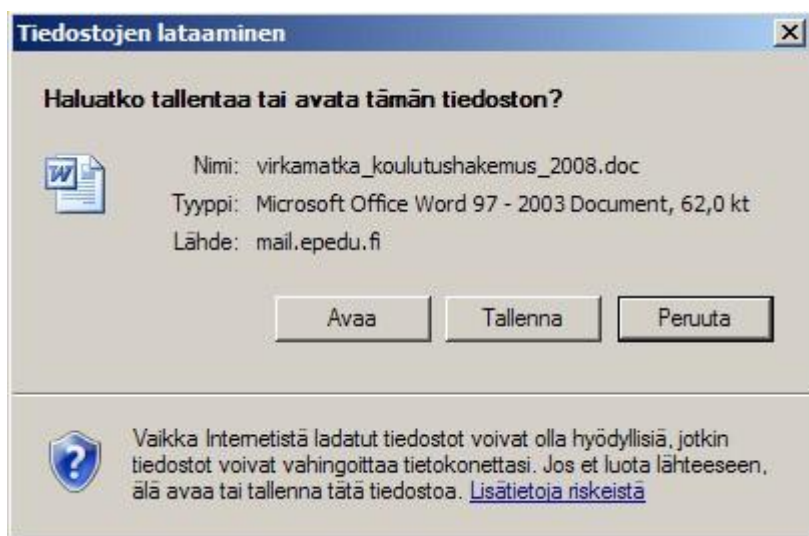 Tiedostojen lataaminen
Haluatko tallentaa tai avata tämän tiedoston?
Nimi: virkamatka_koulutushakemus_2008.doc
Tyyppi: Microsoft Office Word 97 - 2003 Document, 62,0 kt
Lähde: mail.epedu.fi
Avaa Tallenna Peruuta
Vaikka Internetistä ladatut tiedostot voivat olla hyödyllisiä, jotkin
tiedostot voivat vahingoittaa tietokonettasi. Jos et luota lähteeseen,
älä avaa tai tallenna tätä tiedostoa. Lisätietoja riskeistä